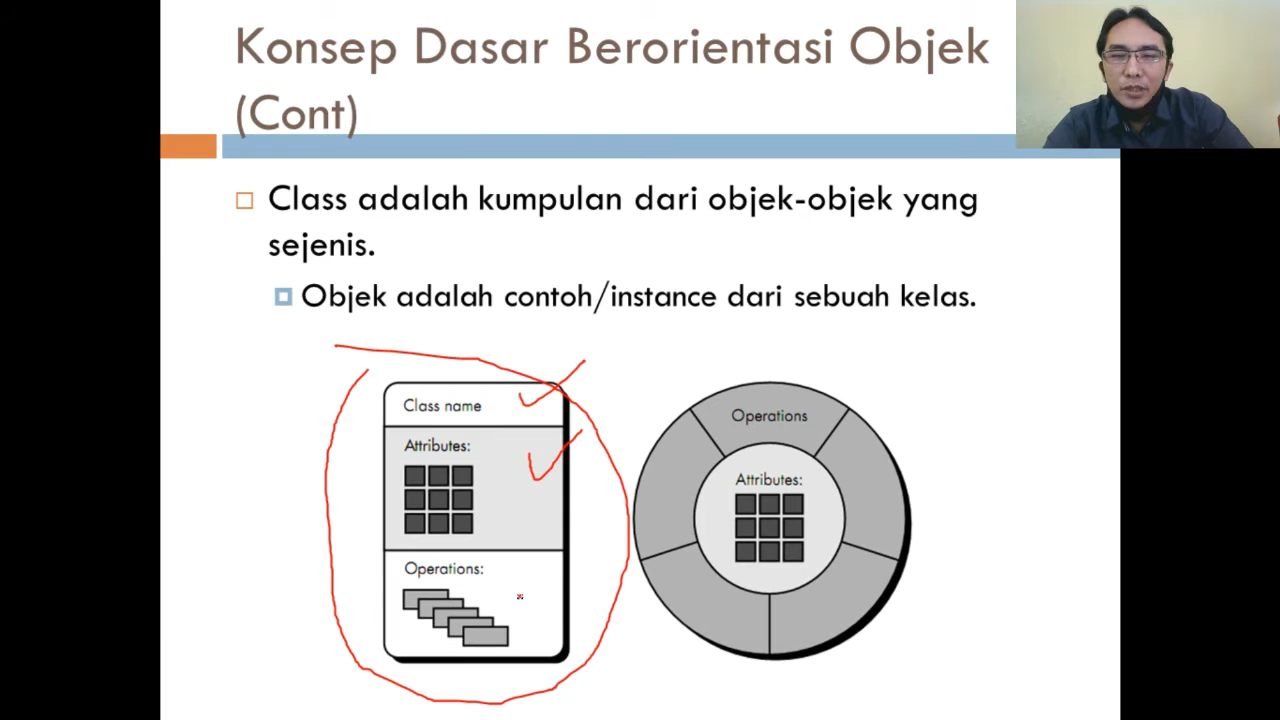 Konsep Dasar Berorientasi Objek
(Cont)
Class adalah kumpulan dari objek-objek yang
sejenis.
Objek adalah contoh/instance dari sebuah kelas.
Class name
Attributes:
Operations:
Operations
Attributes: